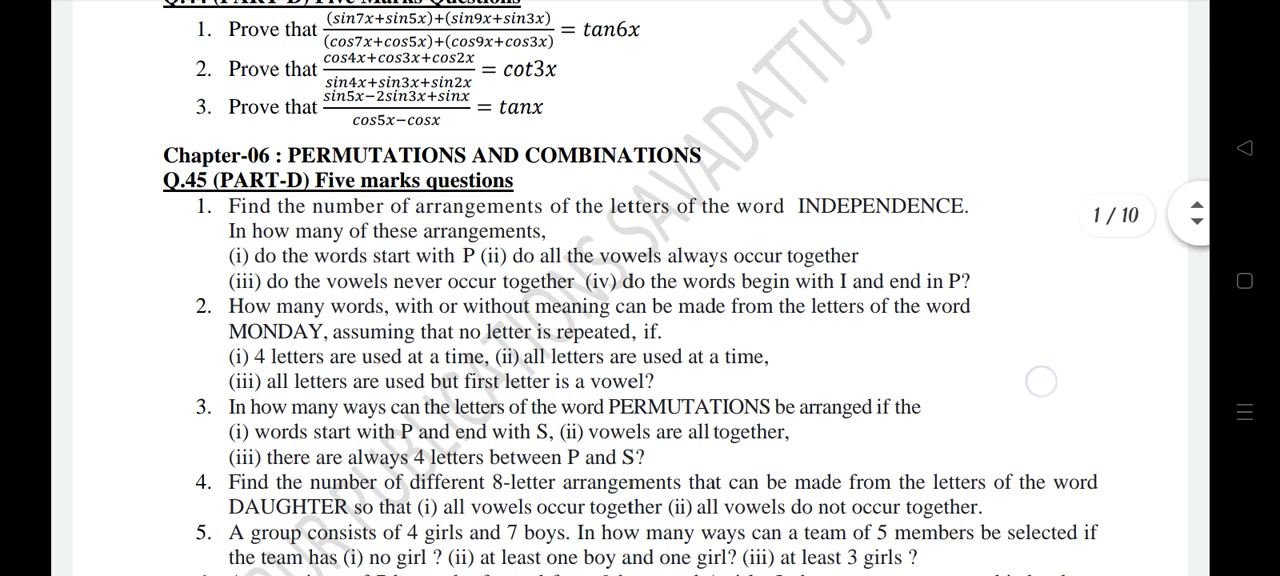 Q.44 (PART-D) Five Marks Questions
1. Prove that (sin7x+sin5x)+(sin9x+sin3x) / (cos7x+cos5x)+(cos9x+cos3x) = tan6x
2. Prove that cos4x+cos3x+cos2x / sin4x+sin3x+sin2x = cot3x
3. Prove that sin5x−2sin3x+sinx / cos5x−cosx = tanx
Chapter-06 : PERMUTATIONS AND COMBINATIONS
Q.45 (PART-D) Five marks questions
1. Find the number of arrangements of the letters of the word INDEPENDENCE.
In how many of these arrangements,
(i) do the words start with P (ii) do all the vowels always occur together
(iii) do the vowels never occur together (iv) do the words begin with I and end in P?
2. How many words, with or without meaning can be made from the letters of the word
MONDAY, assuming that no letter is repeated, if.
(i) 4 letters are used at a time, (ii) all letters are used at a time,
(iii) all letters are used but first letter is a vowel?
3. In how many ways can the letters of the word PERMUTATIONS be arranged if the
(i) words start with P and end with S, (ii) vowels are all together,
(iii) there are always 4 letters between P and S?
4. Find the number of different 8-letter arrangements that can be made from the letters of the word
DAUGHTER so that (i) all vowels occur together (ii) all vowels do not occur together.
5. A group consists of 4 girls and 7 boys. In how many ways can a team of 5 members be selected if
the team has (i) no girl ? (ii) at least one boy and one girl? (iii) at least 3 girls ?
1 / 10
PUBLICATIONS SAVADATTI